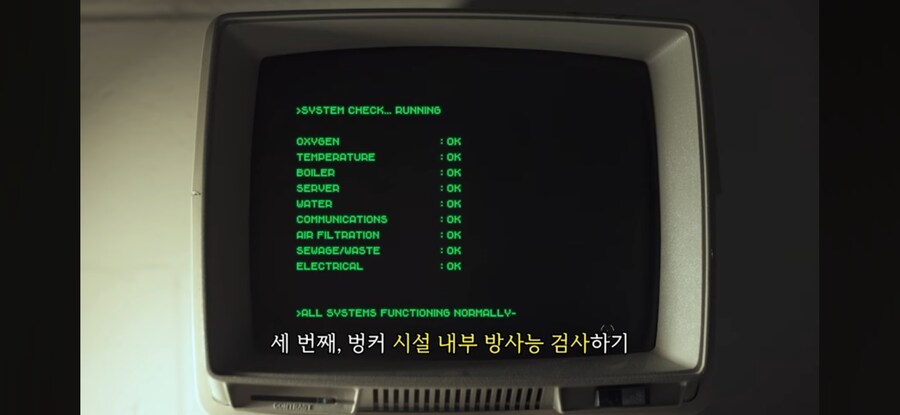 >SYSTEM CHECK... RUNNING
OXYGEN : OK
TEMPERATURE : OK
BOILER : OK
SERVER : OK
WATER : OK
COMMUNICATIONS : OK
AIR FILTRATION : OK
SEWAGE/WASTE : OK
ELECTRICAL : OK
>ALL SYSTEMS FUNCTIONING NORMALLY-
세 번째, 벙커 시설 내부 방사능 검사하기
CONTRAST